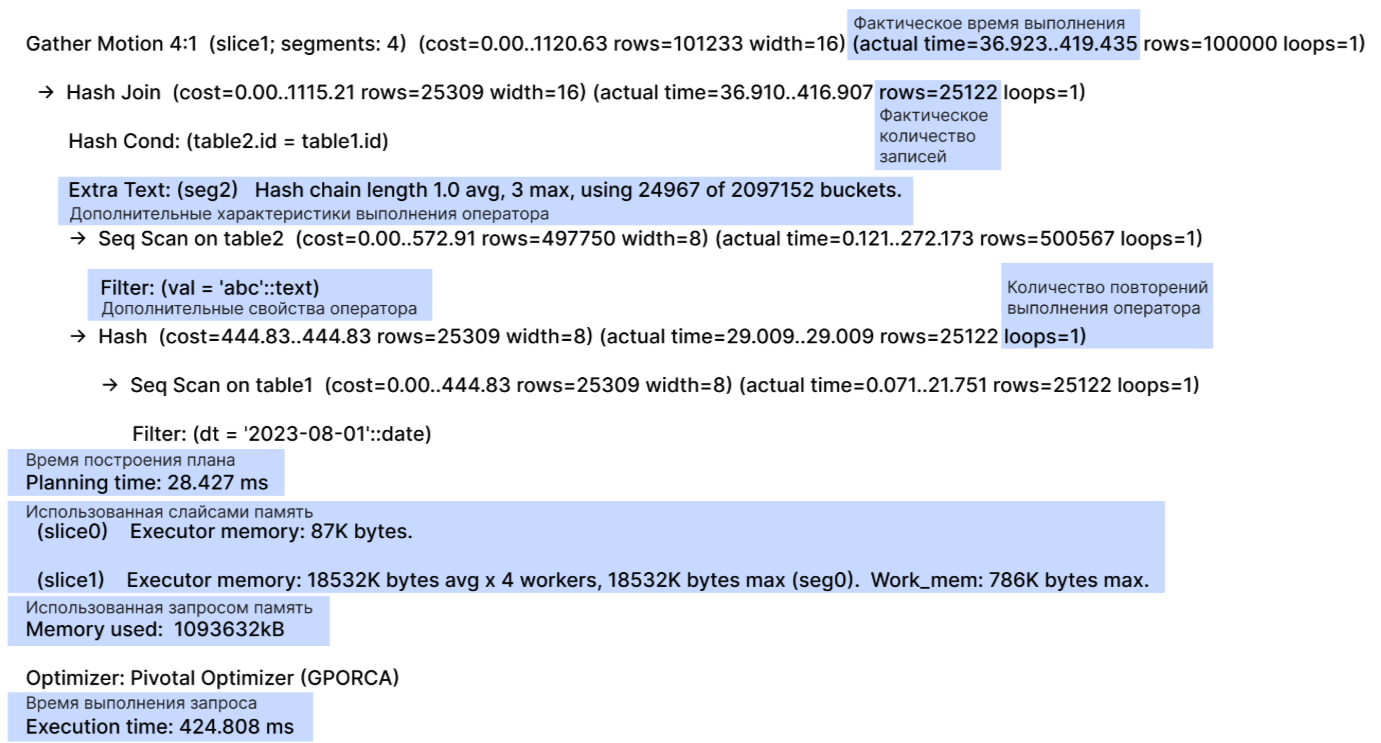 Фактическое время выполнения
Gather Motion 4:1 (slice1; segments: 4) (cost=0.00..1120.63 rows=101233 width=16) (actual time=36.923..419.435 rows=100000 loops=1)
→ Hash Join (cost=0.00..1115.21 rows=25309 width=16) (actual time=36.910..416.907 rows=25122 loops=1)
Фактическое
количество
записей
Hash Cond: (table2.id = table1.id)
Extra Text: (seg2) Hash chain length 1.0 avg, 3 max, using 24967 of 2097152 buckets.
Дополнительные характеристики выполнения оператора
→ Seq Scan on table2 (cost=0.00..572.91 rows=497750 width=8) (actual time=0.121..272.173 rows=500567 loops=1)
Filter: (val = 'abc'::text)
Дополнительные свойства оператора
Количество повторений
выполнения оператора
→ Hash (cost=444.83..444.83 rows=25309 width=8) (actual time=29.009..29.009 rows=25122 loops=1)
→ Seq Scan on table1 (cost=0.00..444.83 rows=25309 width=8) (actual time=0.071..21.751 rows=25122 loops=1)
Filter: (dt = '2023-08-01'::date)
Время построения плана
Planning time: 28.427 ms
Использованная слайсами память
(slice0) Executor memory: 87K bytes.
(slice1) Executor memory: 18532K bytes avg x 4 workers, 18532K bytes max (seg0). Work_mem: 786K bytes max.
Использованная запросом память
Memory used: 1093632kB
Optimizer: Pivotal Optimizer (GPORCA)
Время выполнения запроса
Execution time: 424.808 ms